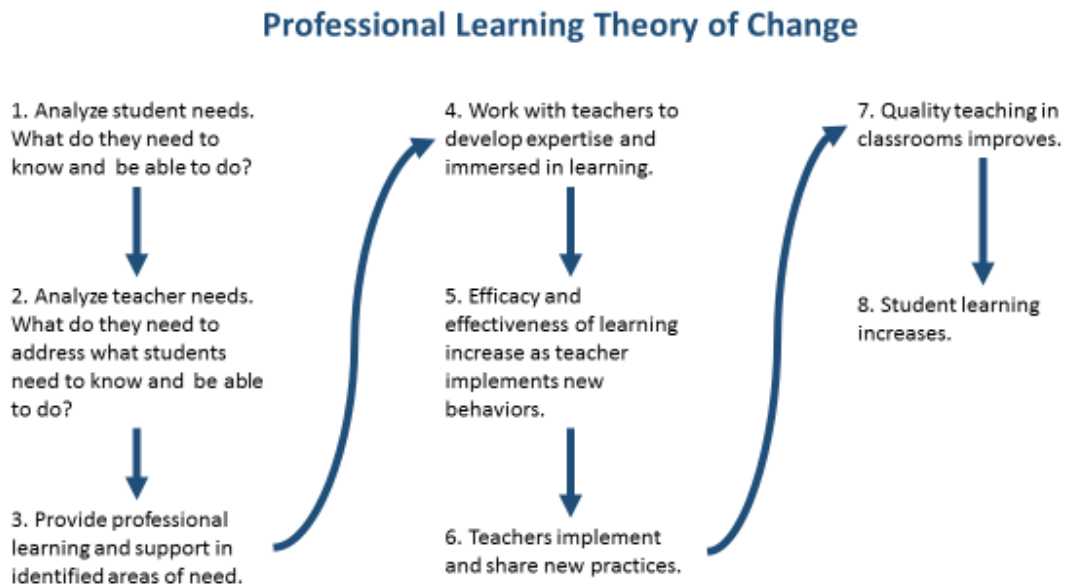 Professional Learning Theory of Change
1. Analyze student needs.
What do they need to
know and be able to do?
2. Analyze teacher needs.
What do they need to
address what students
need to know and be able
to do?
3. Provide professional
learning and support in
identified areas of need.
4. Work with teachers to
develop expertise and
immersed in learning.
5. Efficacy and
effectiveness of learning
increase as teacher
implements new
behaviors.
6. Teachers implement
and share new practices.
7. Quality teaching in
classrooms improves.
8. Student learning
increases.